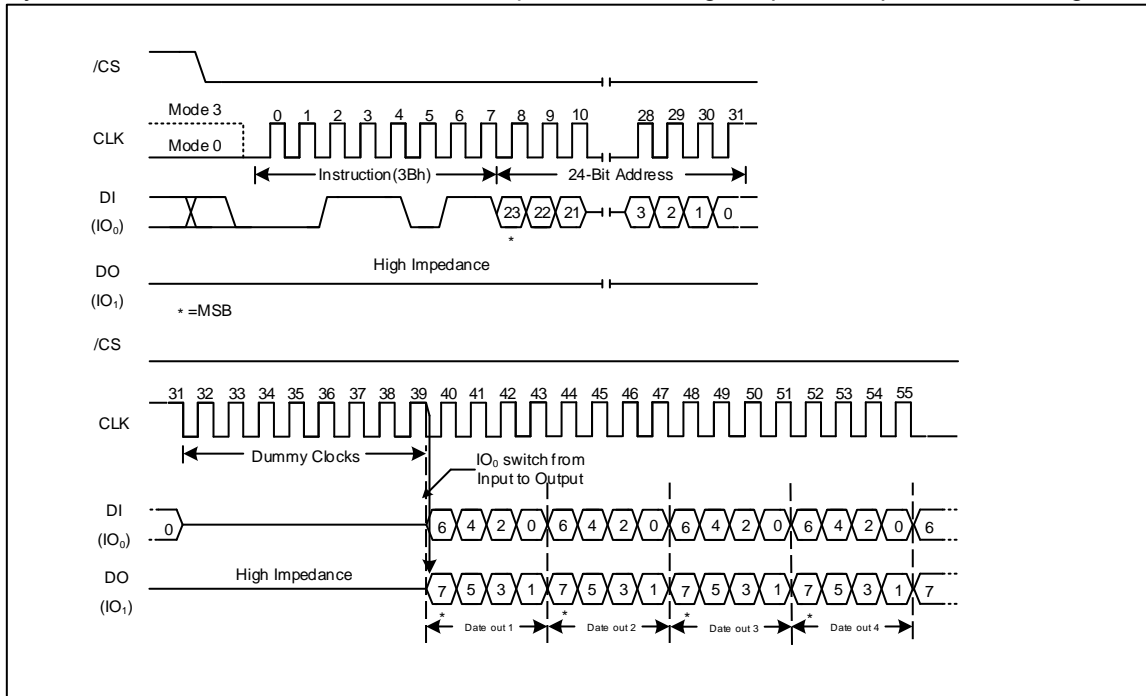 /CS
Mode 3
CLK
Mode 0
0 1 2 3 4 5 6 7 8 9 10 28 29 30 31
Instruction(3Bh)
24-Bit Address
DI
(IO₀)
23 22 21 3 2 1 0
*
DO
(IO₁)
High Impedance
* =MSB
/CS
31 32 33 34 35 36 37 38 39 40 41 42 43 44 45 46 47 48 49 50 51 52 53 54 55
CLK
Dummy Clocks
IO₀ switch from
Input to Output
DI
(IO₀)
0 6 4 2 0 6 4 2 0 6 4 2 0 6 4 2 0 6
DO
(IO₁)
High Impedance
7 5 3 1 7 5 3 1 7 5 3 1 7 5 3 1 7
* * * *
Date out 1 Date out 2 Date out 3 Date out 4